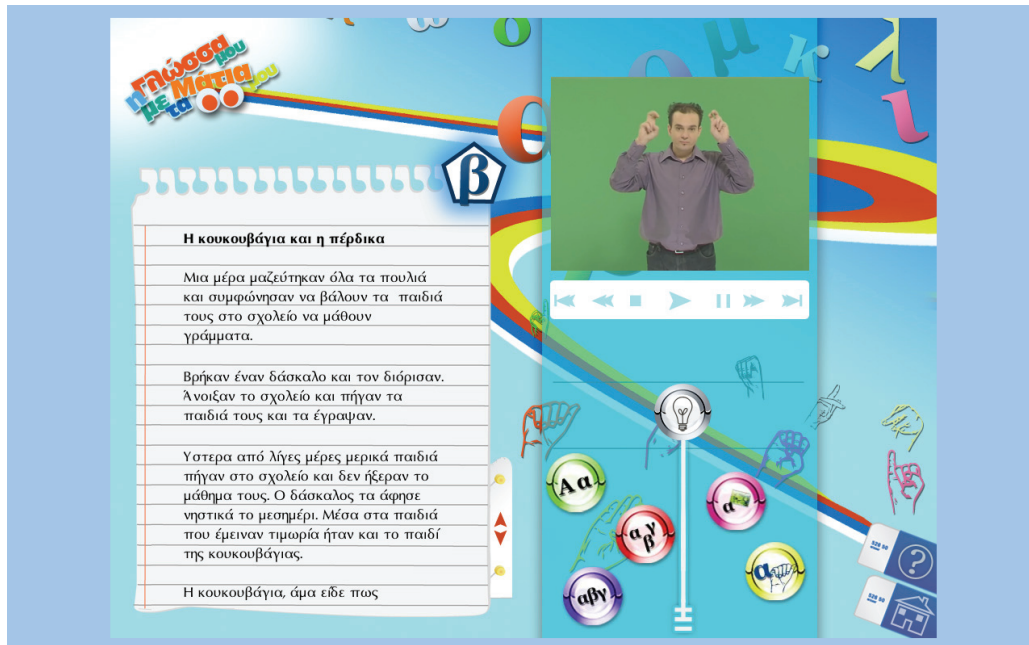 η γλώσσα μου
με τα Μάτια μου
β
Η κουκουβάγια και η πέρδικα
Μια μέρα μαζεύτηκαν όλα τα πουλιά
και συμφώνησαν να βάλουν τα παιδιά
τους στο σχολείο να μάθουν
γράμματα.
Βρήκαν έναν δάσκαλο και τον διόρισαν.
Άνοιξαν το σχολείο και πήγαν τα
παιδιά τους και τα έγραψαν.
Υστερα από λίγες μέρες μερικά παιδιά
πήγαν στο σχολείο και δεν ήξεραν το
μάθημα τους. Ο δάσκαλος τα άφησε
νηστικά το μεσημέρι. Μέσα στα παιδιά
που έμειναν τιμωρία ήταν και το παιδί
της κουκουβάγιας.
Η κουκουβάγια, άμα είδε πως
ο μ κ λ
α ι
Α α
α γ
β
αβγ
α
α
?